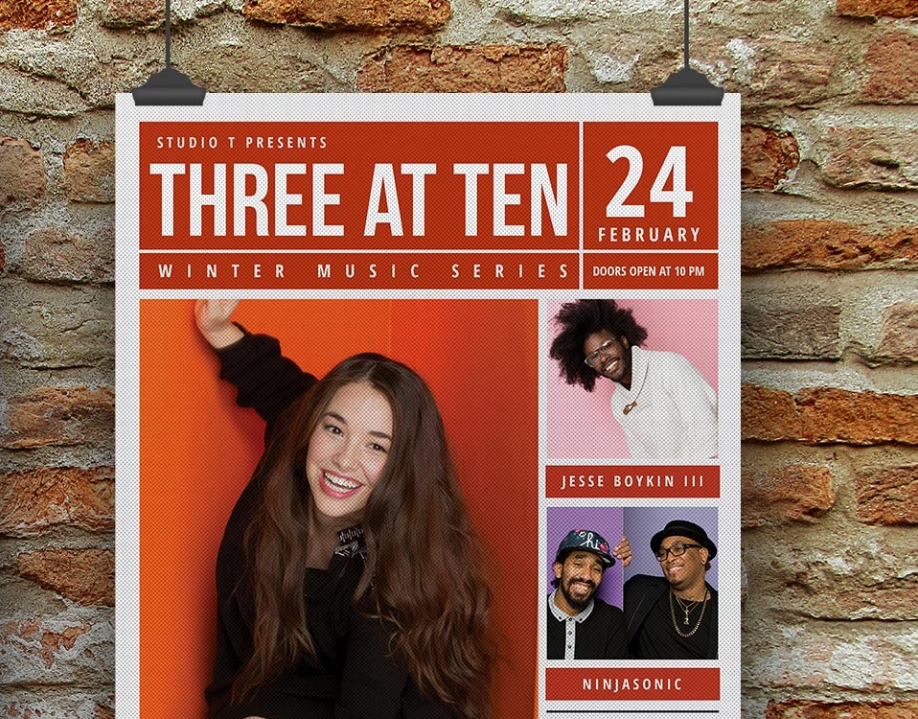 STUDIO T PRESENTS
THREE AT TEN
24
FEBRUARY
WINTER MUSIC SERIES
DOORS OPEN AT 10 PM
JESSE BOYKIN III
NINJASONIC